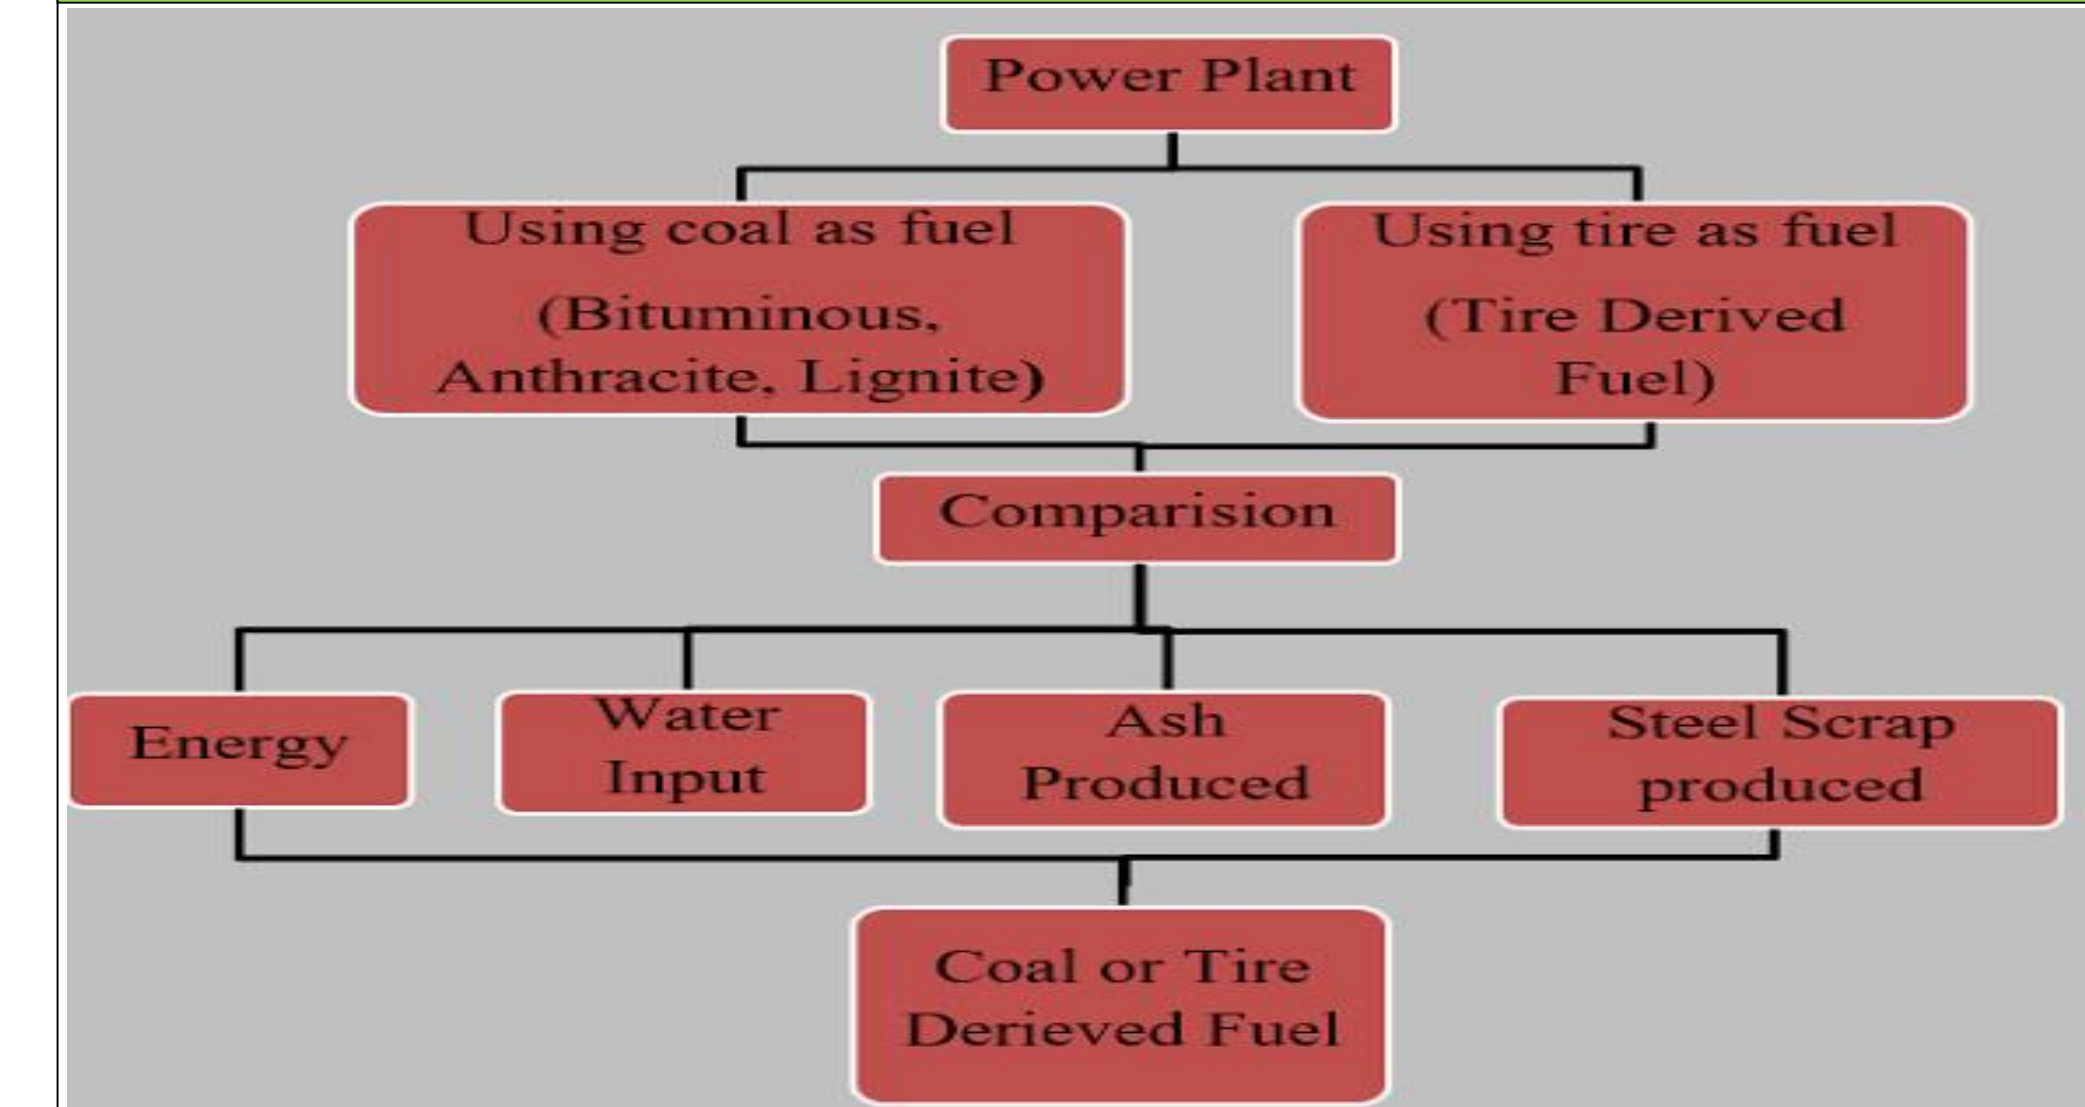 Power Plant
Using coal as fuel
(Bituminous,
Anthracite, Lignite)
Using tire as fuel
(Tire Derived
Fuel)
Comparision
Energy
Water
Input
Ash
Produced
Steel Scrap
produced
Coal or Tire
Derieved Fuel